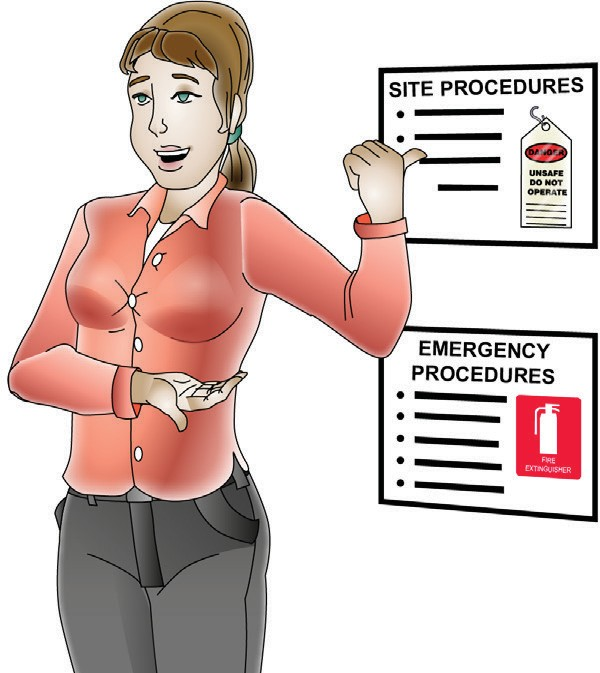 SITE PROCEDURES
DANGER
UNSAFE
DO NOT
OPERATE
EMERGENCY
PROCEDURES
FIRE
EXTINGUISHER